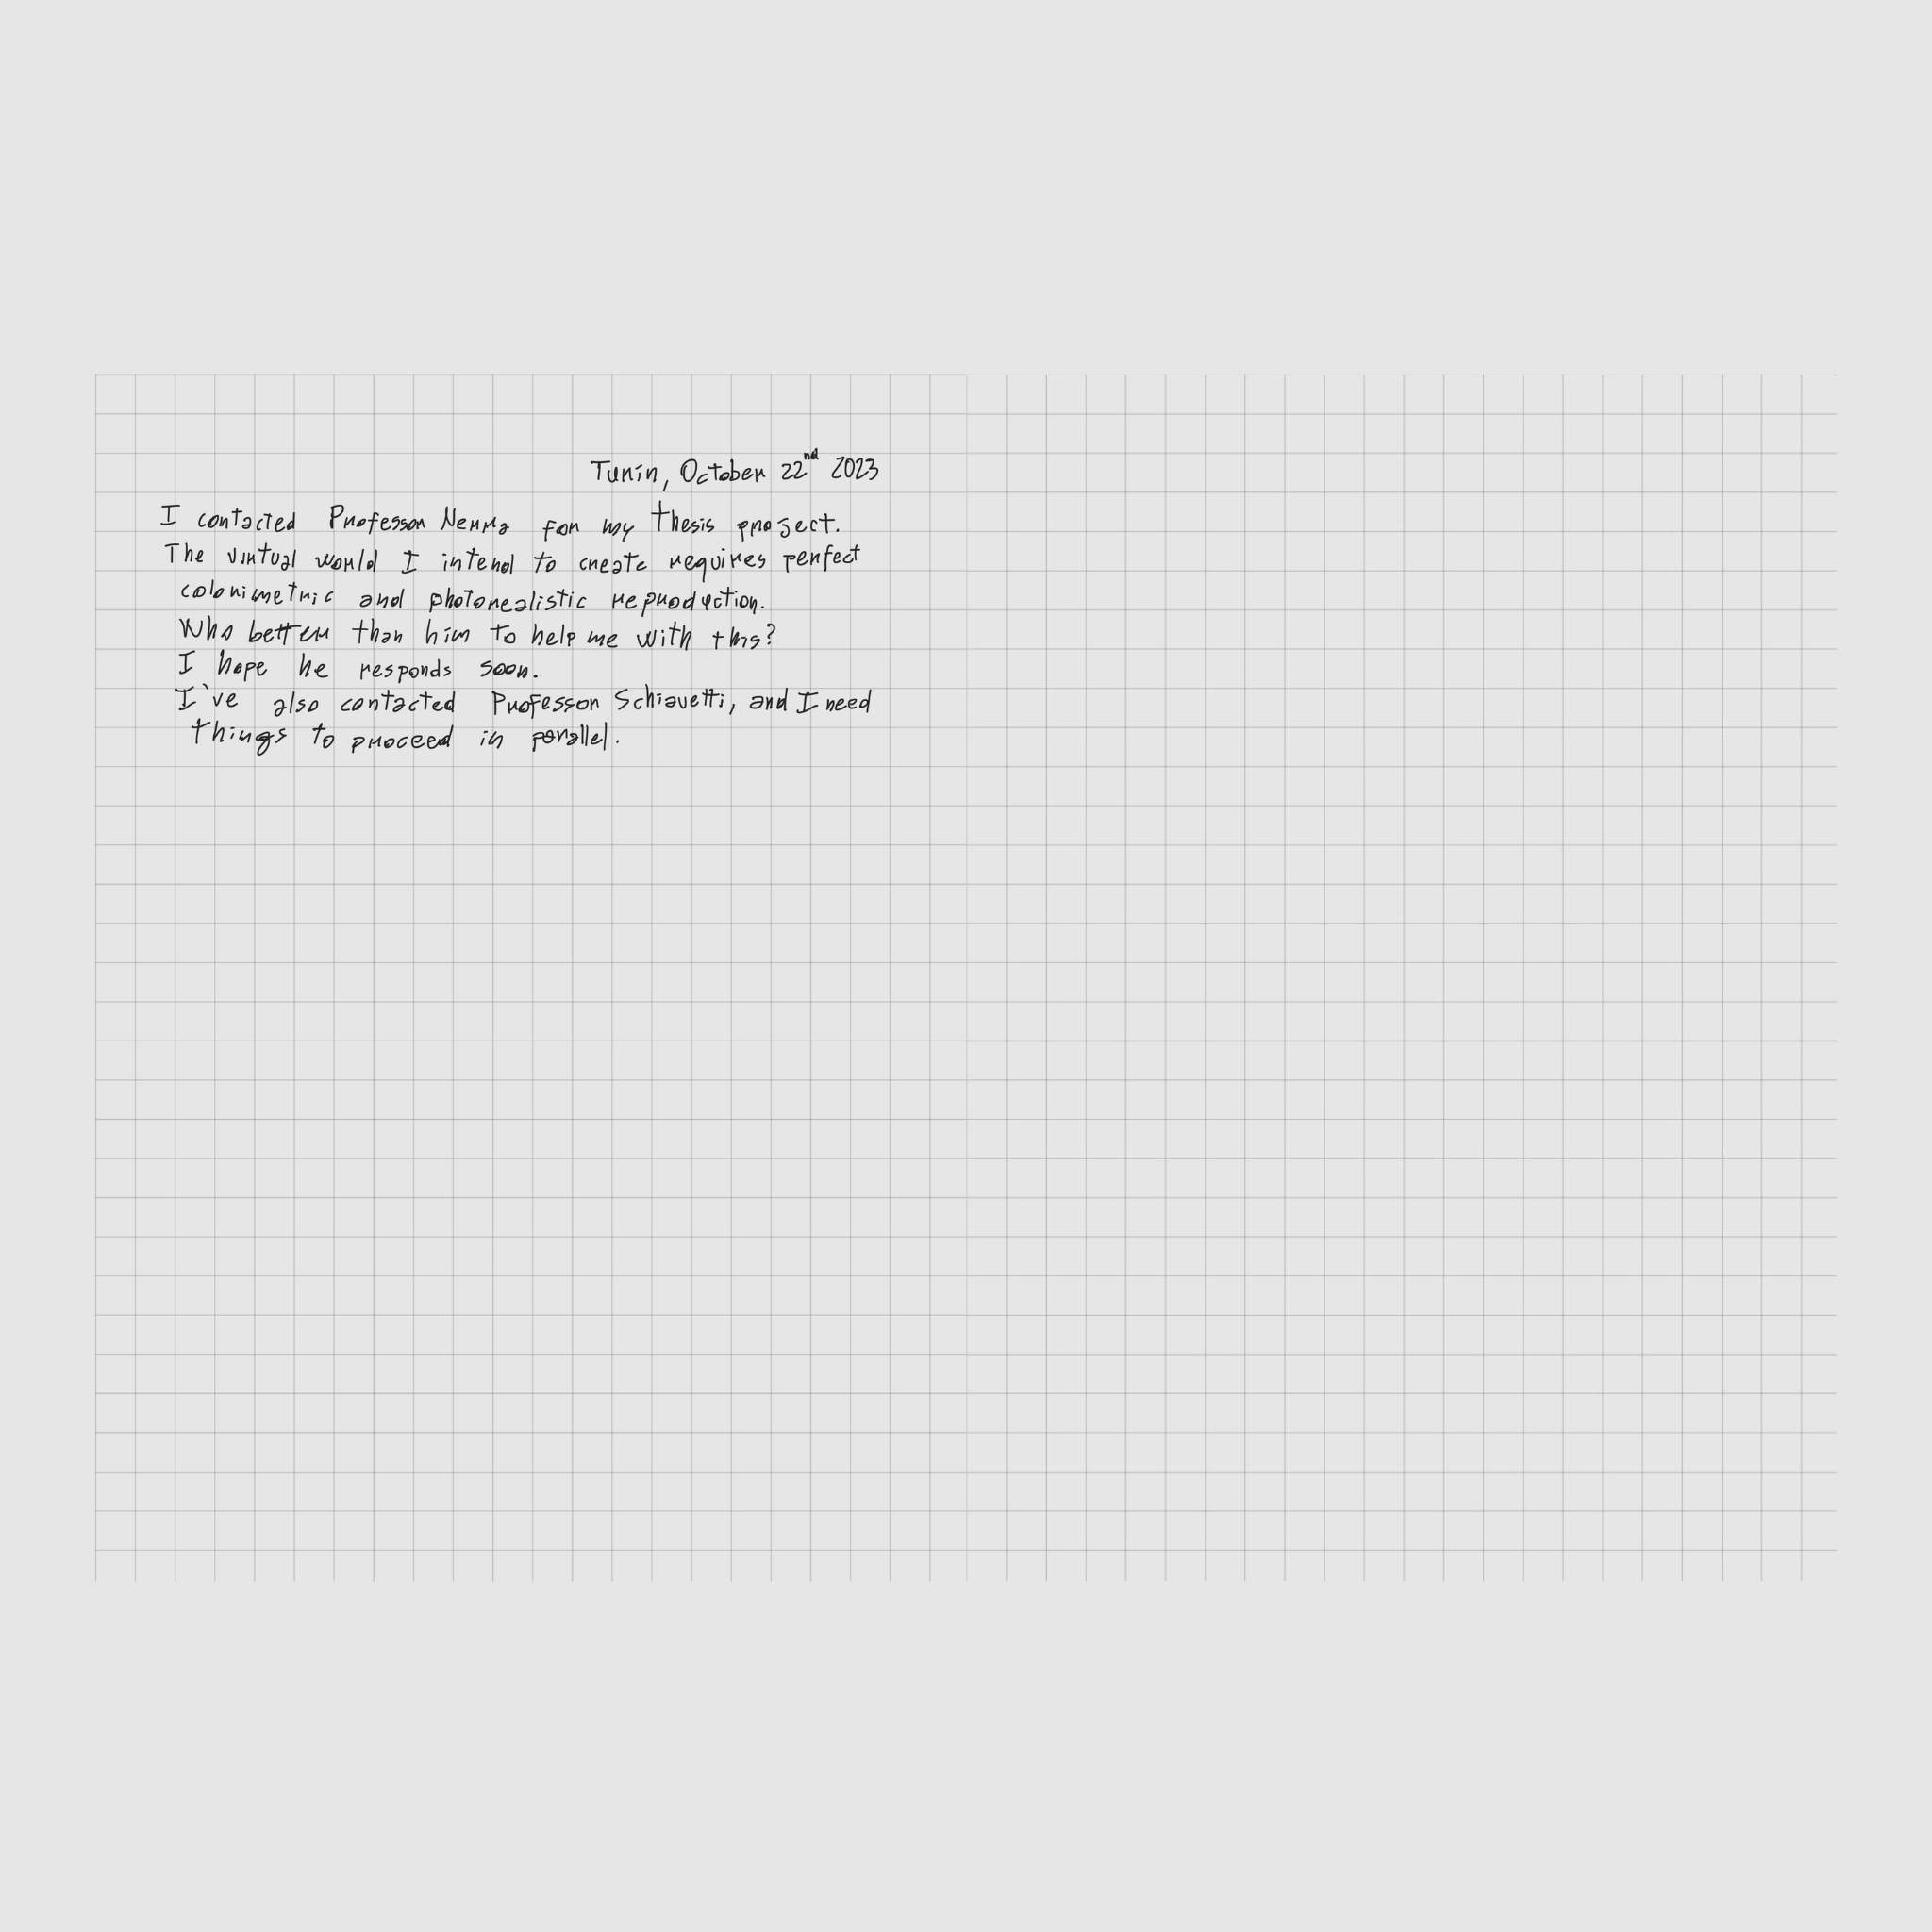 Turin, October 22nd 2023
I contacted Professor Nerra for my thesis project.
The virtual world I intend to create requires perfect
colorimetric and photorealistic reproduction.
Who better than him to help me with this?
I hope he responds soon.
I've also contacted Professor Schiavetti, and I need
things to proceed in parallel.